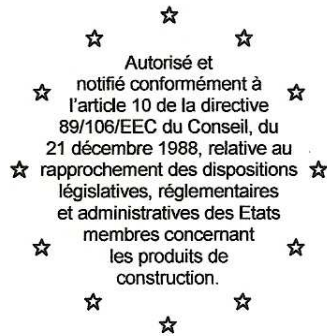 Autorisé et
notifié conformément à
l'article 10 de la directive
89/106/EEC du Conseil, du
21 décembre 1988, relative au
rapprochement des dispositions
législatives, réglementaires
et administratives des Etats
membres concernant
les produits de
construction.